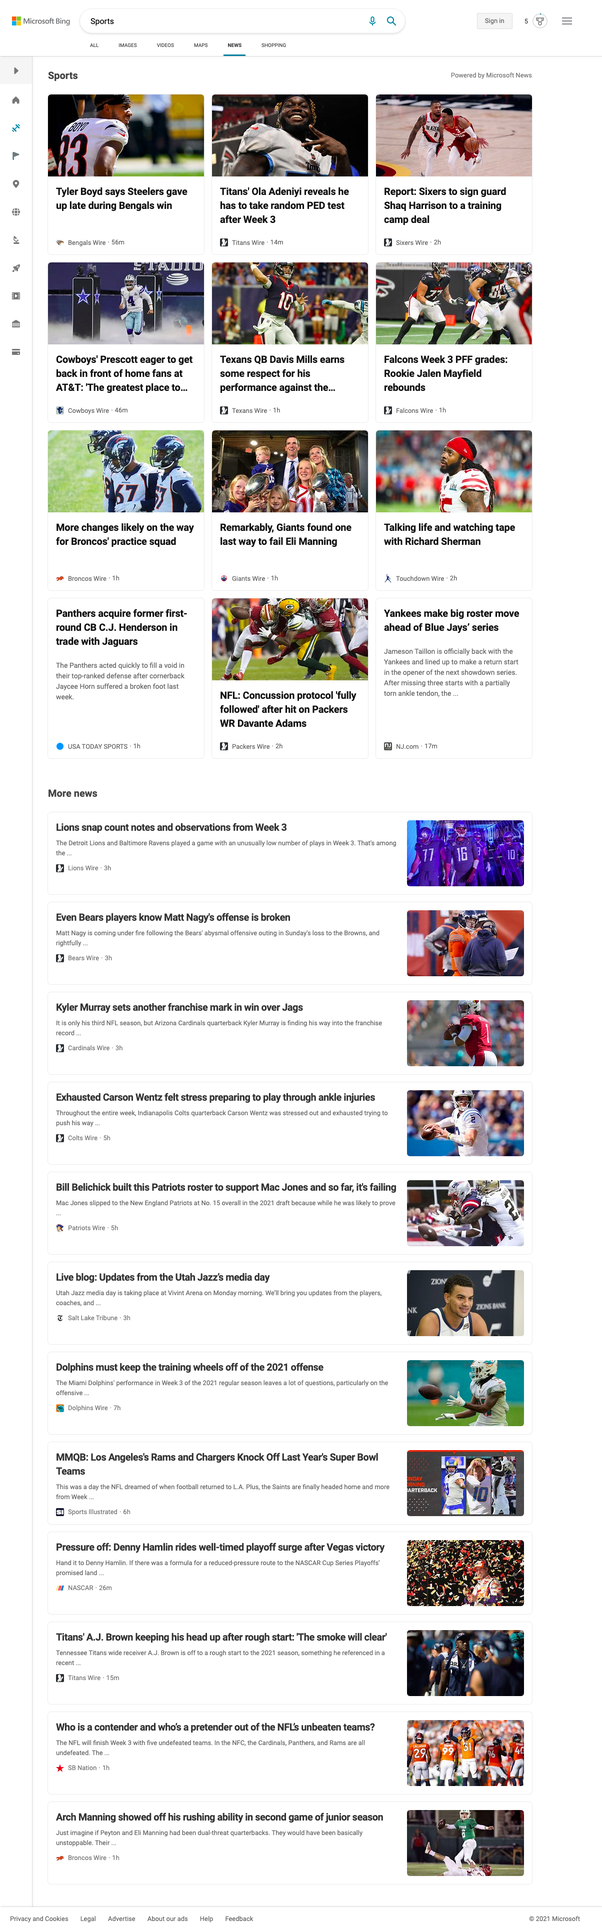 Microsoft Bing
Sports
Sign in
5
ALL IMAGES VIDEOS MAPS NEWS SHOPPING
Sports
Powered by Microsoft News
Tyler Boyd says Steelers gave
up late during Bengals win
Bengals Wire · 56m
Titans' Ola Adeniyi reveals he
has to take random PED test
after Week 3
Titans Wire · 14m
Report: Sixers to sign guard
Shaq Harrison to a training
camp deal
Sixers Wire · 2h
Cowboys' Prescott eager to get
back in front of home fans at
AT&T: 'The greatest place to...
Cowboys Wire · 46m
Texans QB Davis Mills earns
some respect for his
performance against the...
Texans Wire · 1h
Falcons Week 3 PFF grades:
Rookie Jalen Mayfield
rebounds
Falcons Wire · 1h
More changes likely on the way
for Broncos' practice squad
Broncos Wire · 1h
Remarkably, Giants found one
last way to fail Eli Manning
Giants Wire · 1h
Talking life and watching tape
with Richard Sherman
Touchdown Wire · 2h
Panthers acquire former first-
round CB C.J. Henderson in
trade with Jaguars
The Panthers acted quickly to fill a void in
their top-ranked defense after cornerback
Jaycee Horn suffered a broken foot last
week.
USA TODAY SPORTS · 1h
NFL: Concussion protocol 'fully
followed' after hit on Packers
WR Davante Adams
Packers Wire · 2h
Yankees make big roster move
ahead of Blue Jays' series
Jameson Taillon is officially back with the
Yankees and lined up to make a return start
in the opener of the next showdown series.
After missing three starts with a partially
torn ankle tendon, the ...
NJ.com · 17m
More news
Lions snap count notes and observations from Week 3
The Detroit Lions and Baltimore Ravens played a game with an unusually low number of plays in Week 3. That's among
the ...
Lions Wire · 3h
Even Bears players know Matt Nagy's offense is broken
Matt Nagy is coming under fire following the Bears' abysmal offensive outing in Sunday's loss to the Browns, and
rightfully ...
Bears Wire · 3h
Kyler Murray sets another franchise mark in win over Jags
It is only his third NFL season, but Arizona Cardinals quarterback Kyler Murray is finding his way into the franchise
record ...
Cardinals Wire · 3h
Exhausted Carson Wentz felt stress preparing to play through ankle injuries
Throughout the entire week, Indianapolis Colts quarterback Carson Wentz was stressed out and exhausted trying to
push his way ...
Colts Wire · 5h
Bill Belichick built this Patriots roster to support Mac Jones and so far, it's failing
Mac Jones slipped to the New England Patriots at No. 15 overall in the 2021 draft because while he was likely to prove
...
Patriots Wire · 5h
Live blog: Updates from the Utah Jazz's media day
Utah Jazz media day is taking place at Vivint Arena on Monday morning. We'll bring you updates from the players,
coaches, and ...
Salt Lake Tribune · 3h
Dolphins must keep the training wheels off of the 2021 offense
The Miami Dolphins' performance in Week 3 of the 2021 regular season leaves a lot of questions, particularly on the
offensive ...
Dolphins Wire · 7h
MMQB: Los Angeles's Rams and Chargers Knock Off Last Year's Super Bowl
Teams
This was a day the NFL dreamed of when football returned to L.A. Plus, the Saints are finally headed home and more
from Week ...
Sports Illustrated · 6h
Pressure off: Denny Hamlin rides well-timed playoff surge after Vegas victory
Hand it to Denny Hamlin. If there was a formula for a reduced-pressure route to the NASCAR Cup Series Playoffs'
promised land ...
NASCAR · 26m
Titans' A.J. Brown keeping his head up after rough start: 'The smoke will clear'
Tennessee Titans wide receiver A.J. Brown is off to a rough start to the 2021 season, something he referenced in a
recent ...
Titans Wire · 15m
Who is a contender and who's a pretender out of the NFL's unbeaten teams?
The NFL will finish Week 3 with five undefeated teams. In the NFC, the Cardinals, Panthers, and Rams are all
undefeated. The ...
SB Nation · 1h
Arch Manning showed off his rushing ability in second game of junior season
Just imagine if Peyton and Eli Manning had been dual-threat quarterbacks. They would have been basically
unstoppable. Their ...
Broncos Wire · 1h
Privacy and Cookies Legal Advertise About our ads Help Feedback
© 2021 Microsoft